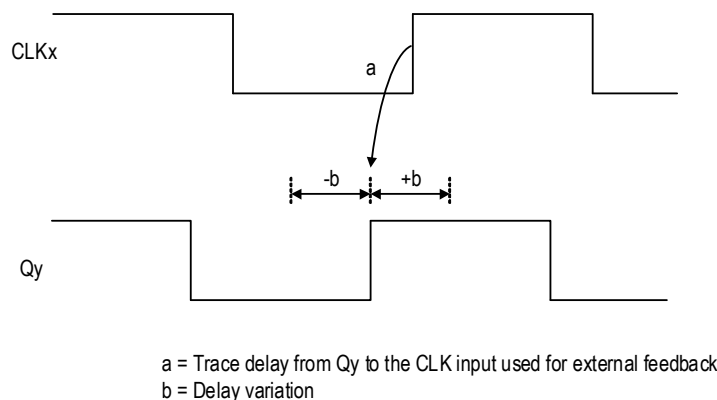 CLKx
a
-b +b
Qy
a = Trace delay from Qy to the CLK input used for external feedback
b = Delay variation